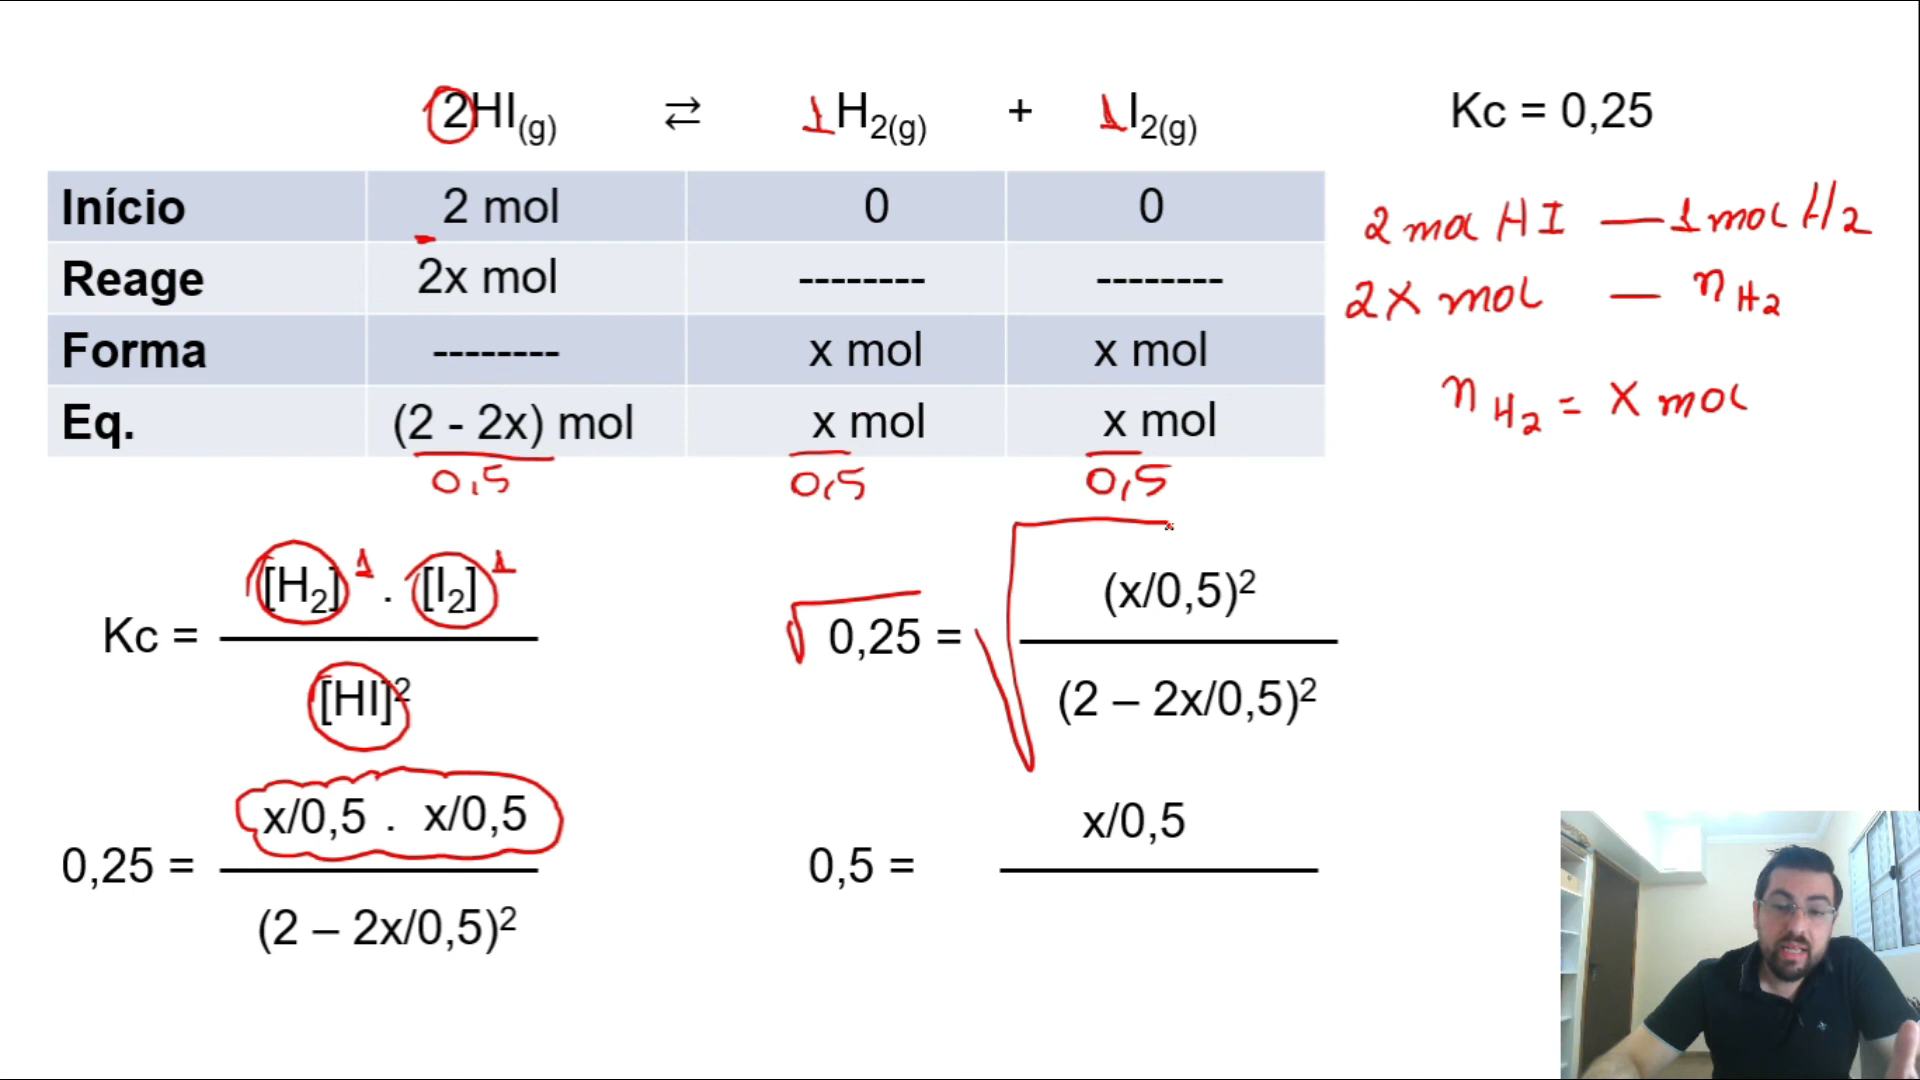 2HI(g) ⇄ 1H2(g) + 1I2(g) Kc = 0,25
Início 2 mol 0 0
Reage 2x mol -------- --------
Forma -------- x mol x mol
Eq. (2 - 2x) mol x mol x mol
0,5 0,5 0,5
2 mol HI — 1 mol H2
2x mol — nH2
nH2 = x mol
Kc = [H2]¹ . [I2]¹
[HI]²
√0,25 = √(x/0,5)²
(2 – 2x/0,5)²
0,25 = x/0,5 . x/0,5
(2 – 2x/0,5)²
0,5 = x/0,5